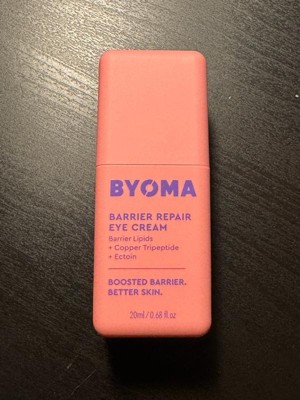 BYOMA
BARRIER REPAIR
EYE CREAM
Barrier Lipids
+ Copper Tripeptide
+ Ectoin
BOOSTED BARRIER.
BETTER SKIN.
20ml/0.68 fl.oz